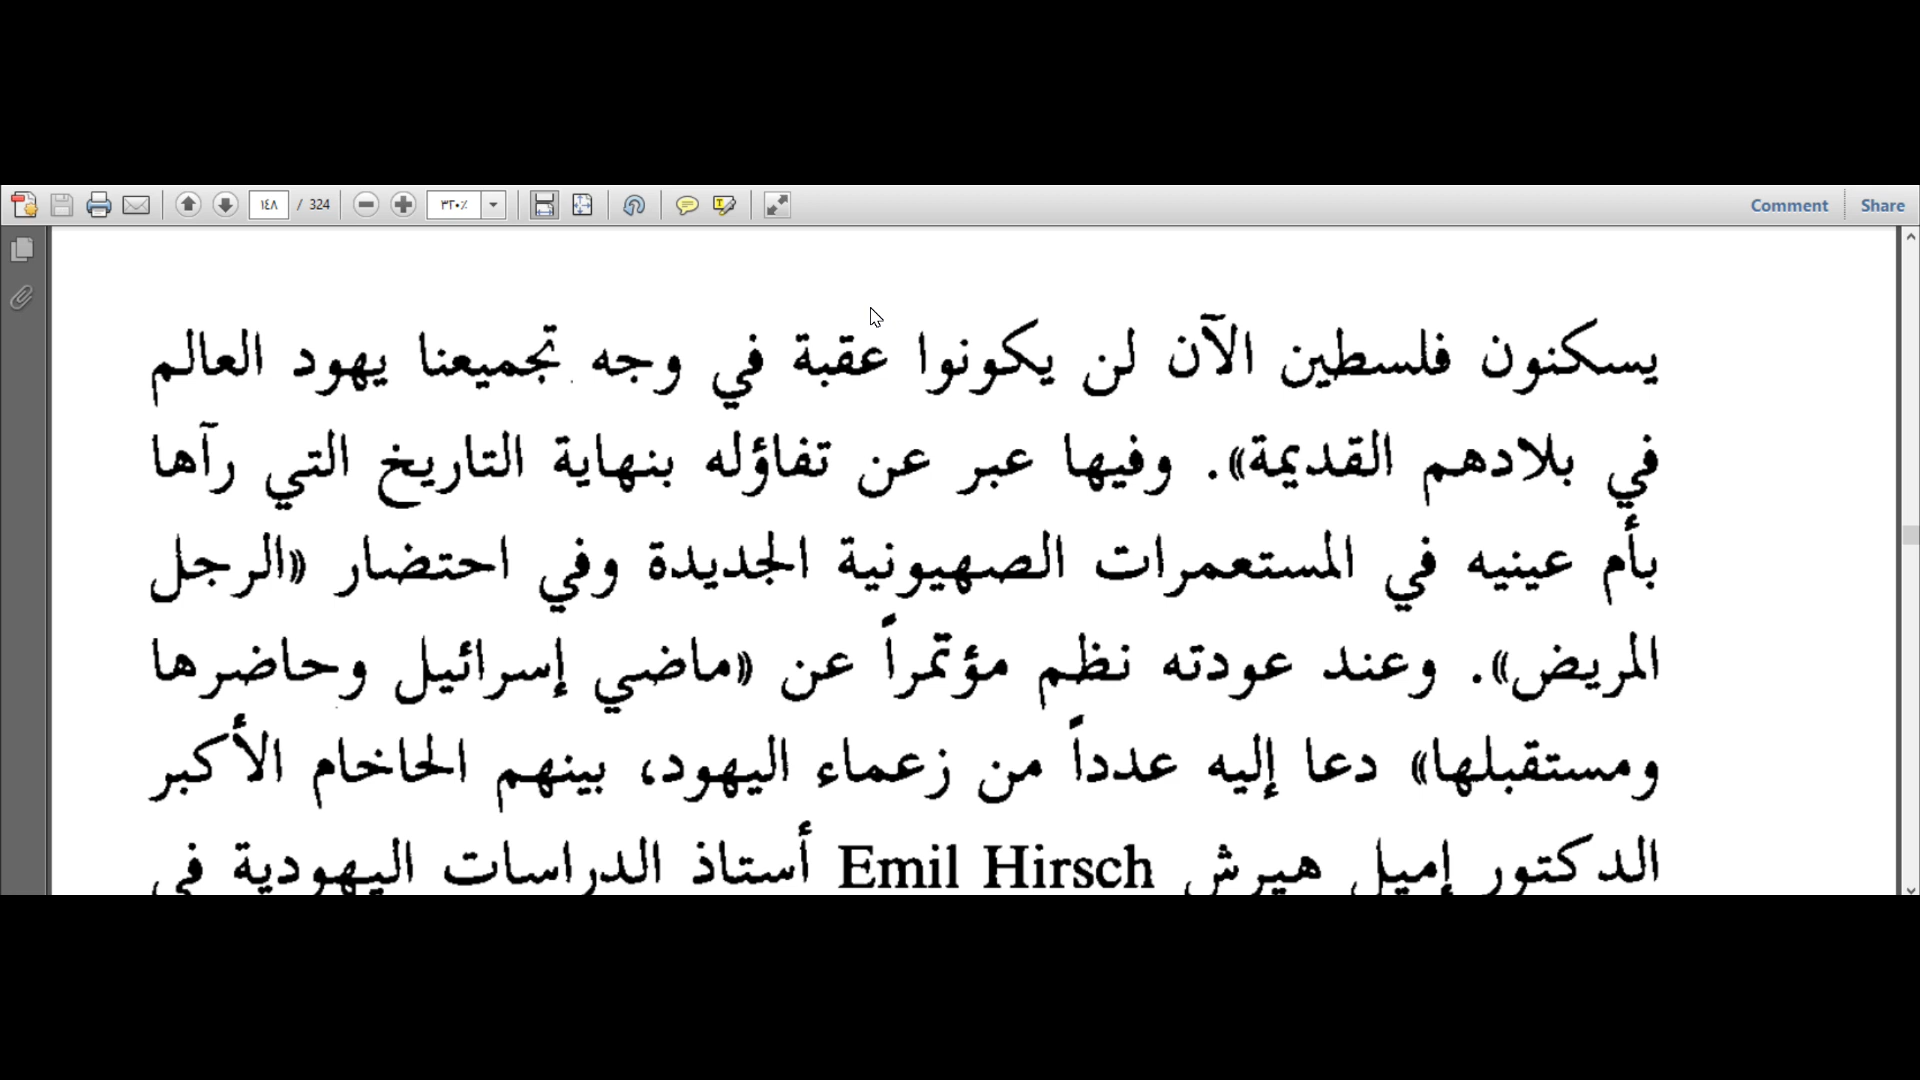 ١٤٨ / 324 ٣٢٠٪ Comment Share
يسكنون فلسطين الآن لن يكونوا عقبة في وجه تجميعنا يهود العالم
في بلادهم القديمة». وفيها عبر عن تفاؤله بنهاية التاريخ التي رآها
بأم عينيه في المستعمرات الصهيونية الجديدة وفي احتضار «الرجل
المريض». وعند عودته نظم مؤتمراً عن «ماضي إسرائيل وحاضرها
ومستقبلها» دعا إليه عدداً من زعماء اليهود، بينهم الحاخام الأكبر
الدكتور إميل هيرش Emil Hirsch أستاذ الدراسات اليهودية في